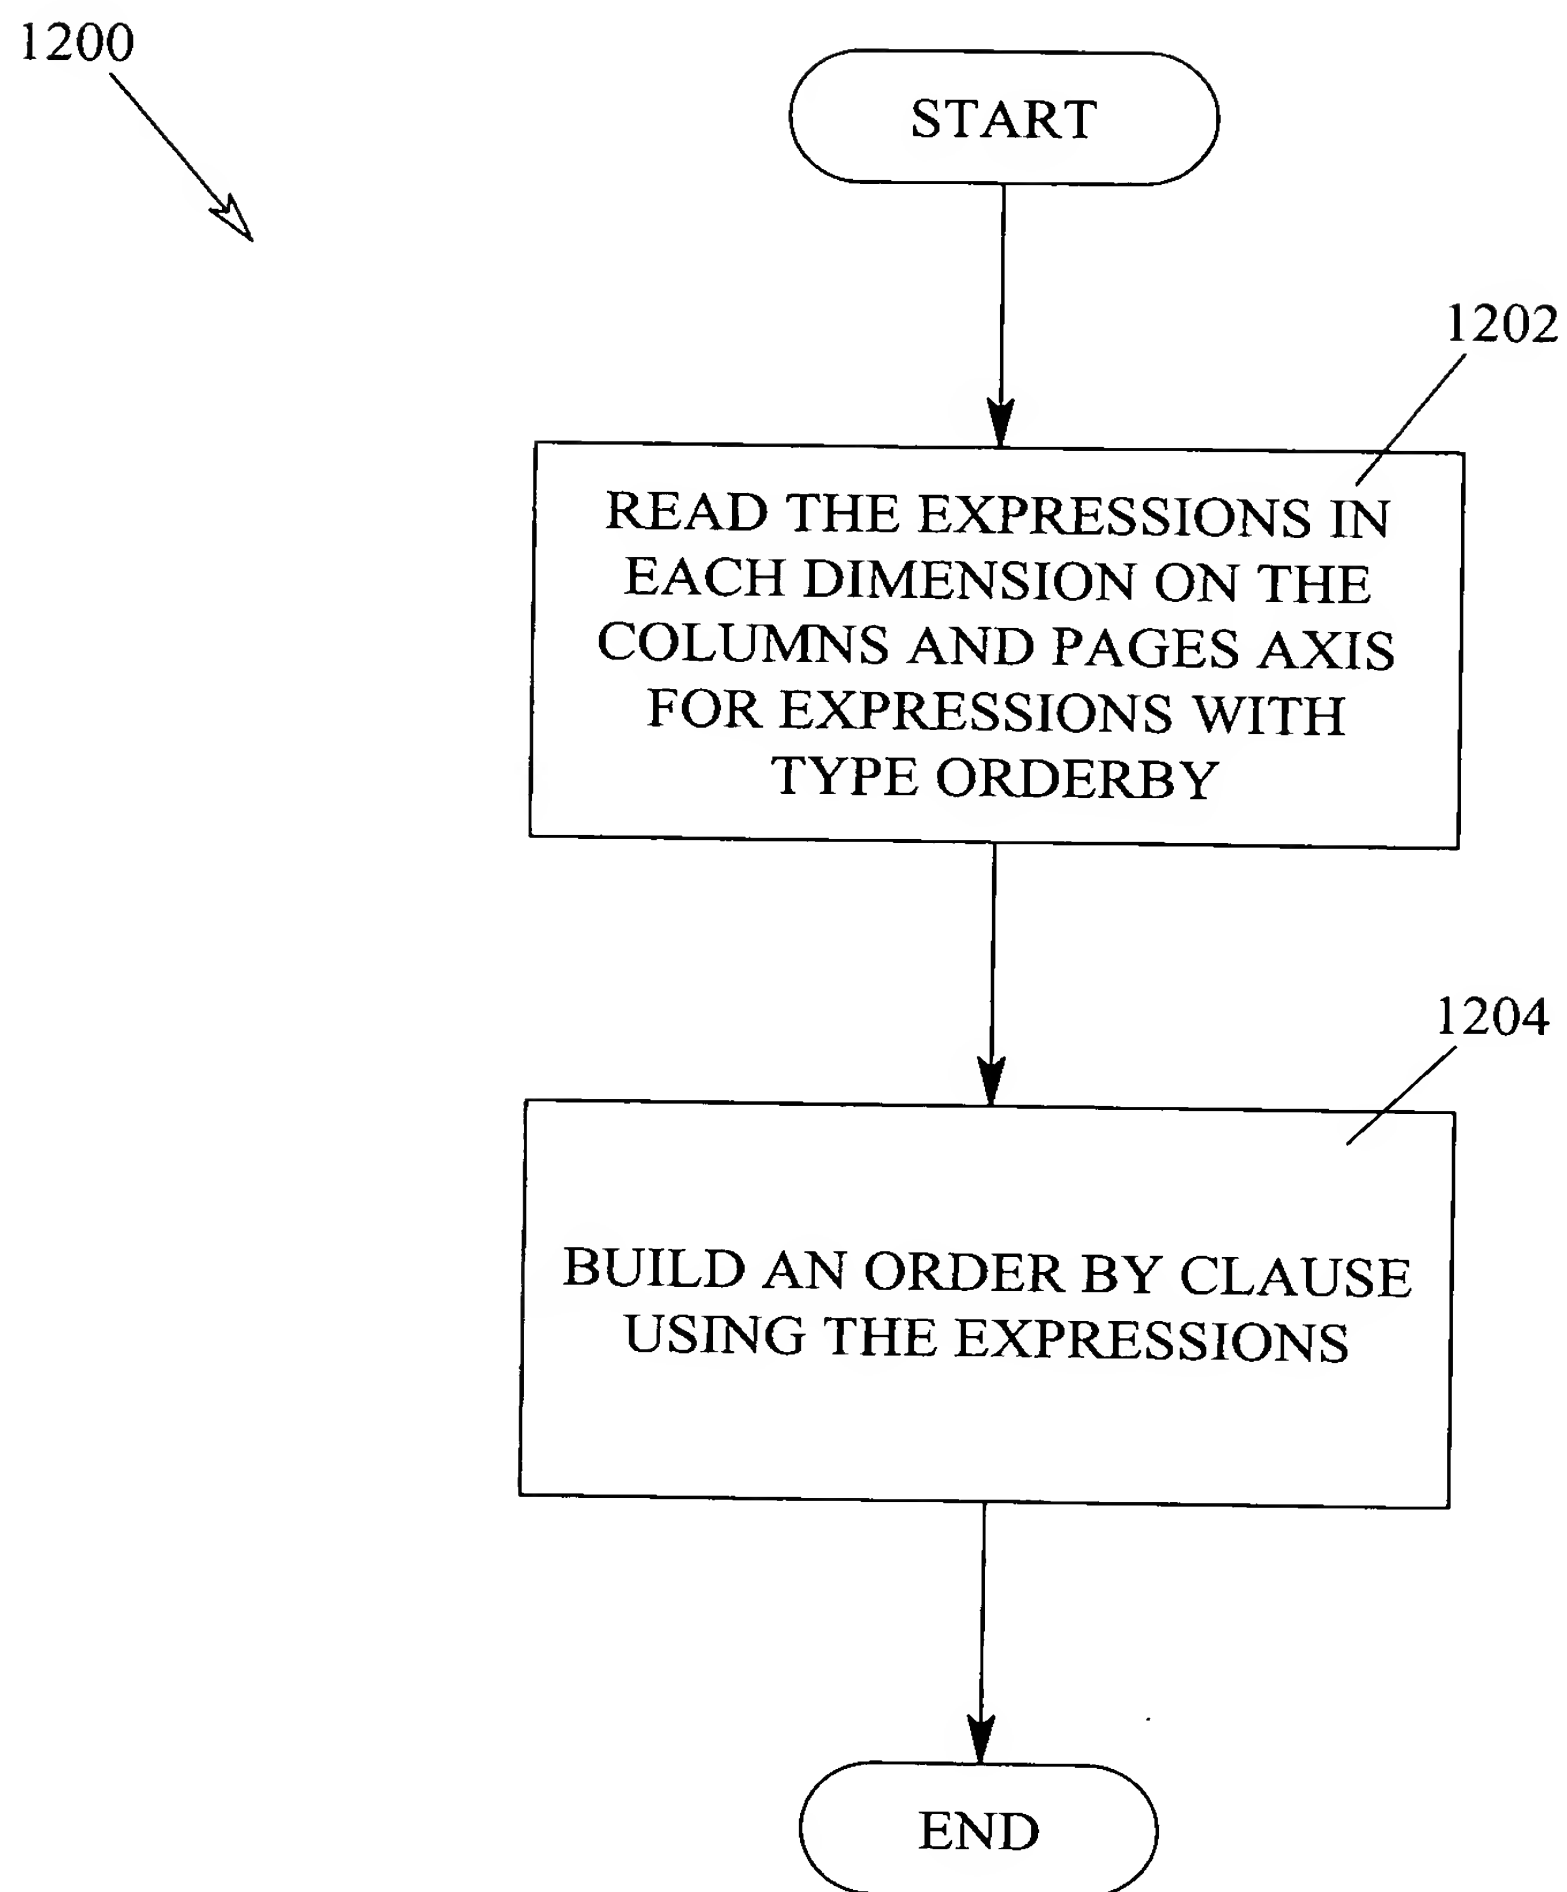 1200
START
1202
READ THE EXPRESSIONS IN
EACH DIMENSION ON THE
COLUMNS AND PAGES AXIS
FOR EXPRESSIONS WITH
TYPE ORDERBY
1204
BUILD AN ORDER BY CLAUSE
USING THE EXPRESSIONS
END